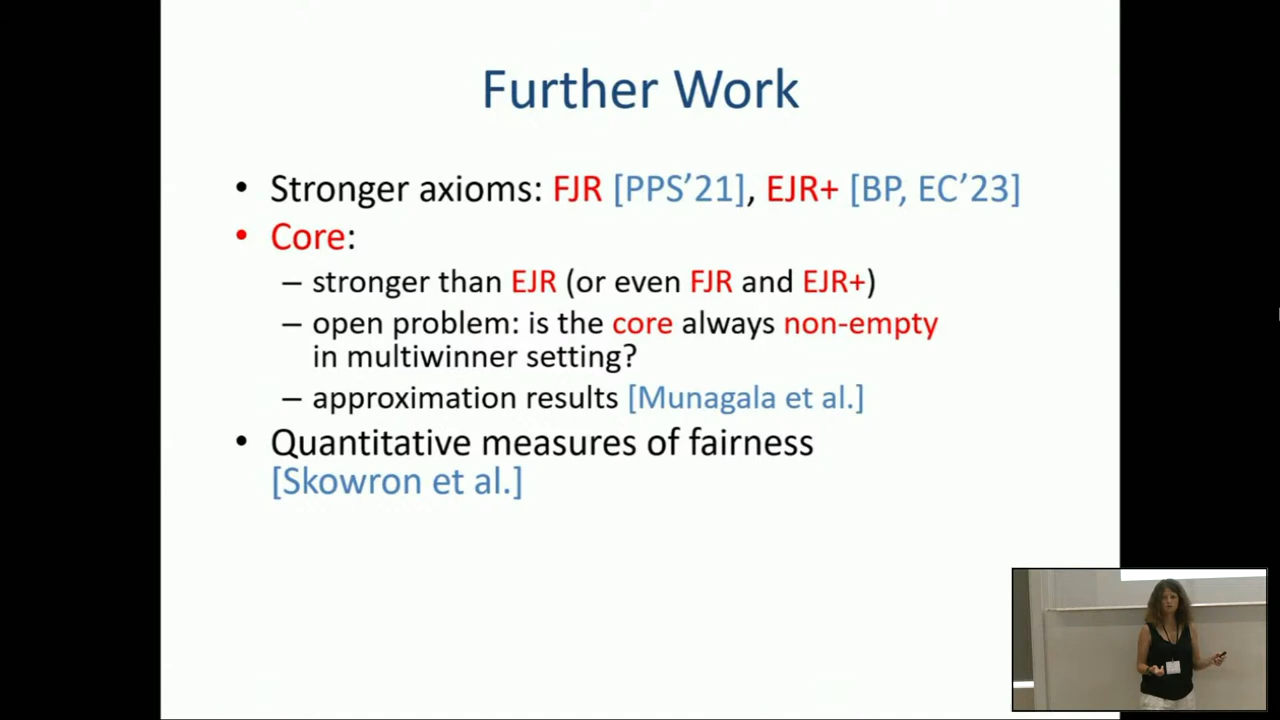 Further Work
• Stronger axioms: FJR [PPS’21], EJR+ [BP, EC’23]
• Core:
– stronger than EJR (or even FJR and EJR+)
– open problem: is the core always non-empty
in multiwinner setting?
– approximation results [Munagala et al.]
• Quantitative measures of fairness
[Skowron et al.]